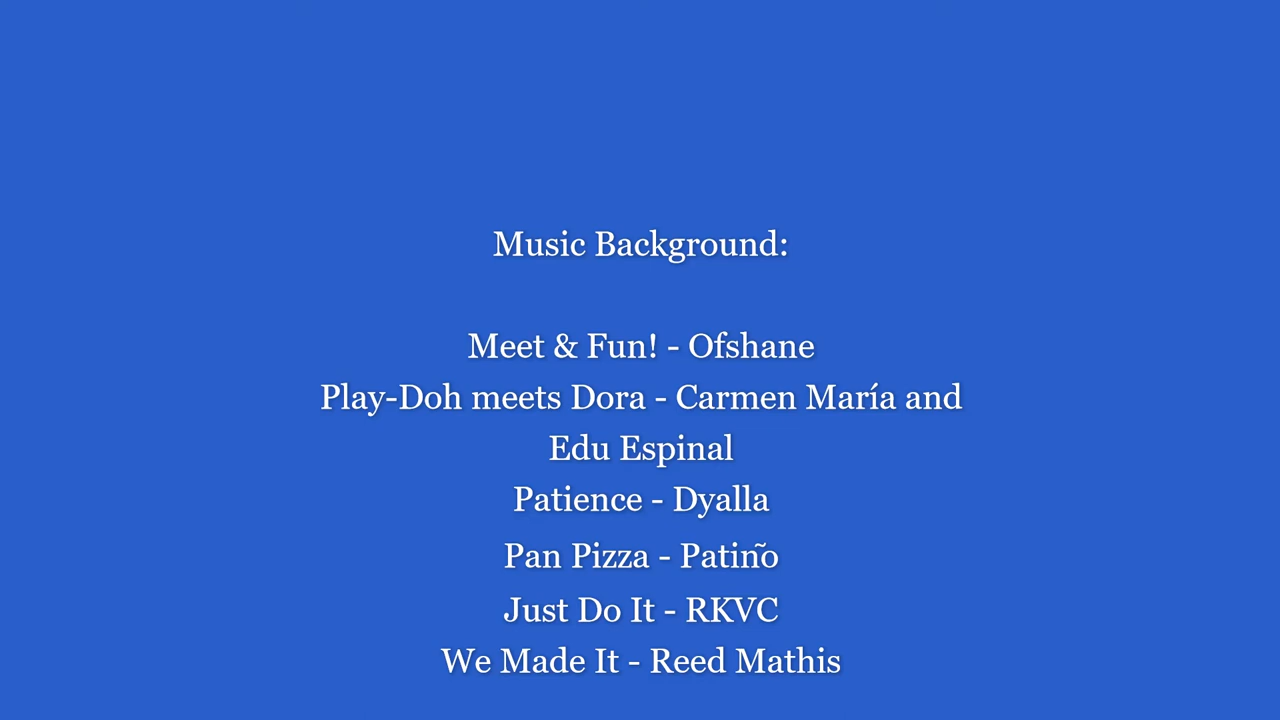 Music Background:
Meet & Fun! - Ofshane
Play-Doh meets Dora - Carmen María and
Edu Espinal
Patience - Dyalla
Pan Pizza - Patiño
Just Do It - RKVC
We Made It - Reed Mathis